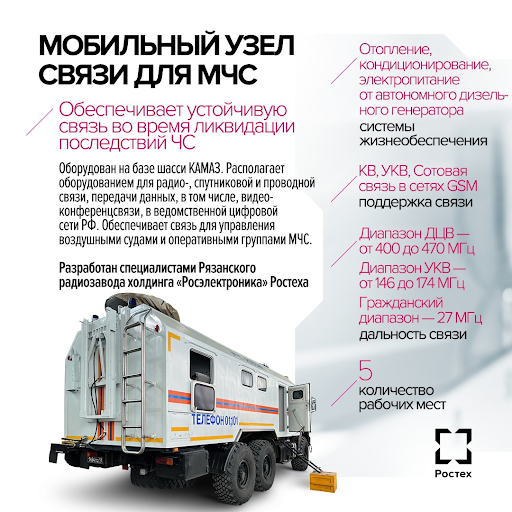 МОБИЛЬНЫЙ УЗЕЛ
СВЯЗИ ДЛЯ МЧС
Обеспечивает устойчивую
связь во время ликвидации
последствий ЧС
Оборудован на базе шасси КАМАЗ. Располагает
оборудованием для радио-, спутниковой и проводной
связи, передачи данных, в том числе, видео-
конференцсвязи, в ведомственной цифровой
сети РФ. Обеспечивает связь для управления
воздушными судами и оперативными группами МЧС.
Разработан специалистами Рязанского
радиозавода холдинга «Росэлектроника» Ростеха
Отопление,
кондиционирование,
электропитание
от автономного дизель-
ного генератора
системы
жизнеобеспечения
КВ, УКВ, Сотовая
связь в сетях GSM
поддержка связи
Диапазон ДЦВ —
от 400 до 470 МГц
Диапазон УКВ —
от 146 до 174 МГц
Гражданский
диапазон — 27 МГц
дальность связи
5
количество
рабочих мест
ТЕЛЕФОН 01;101
Ростех